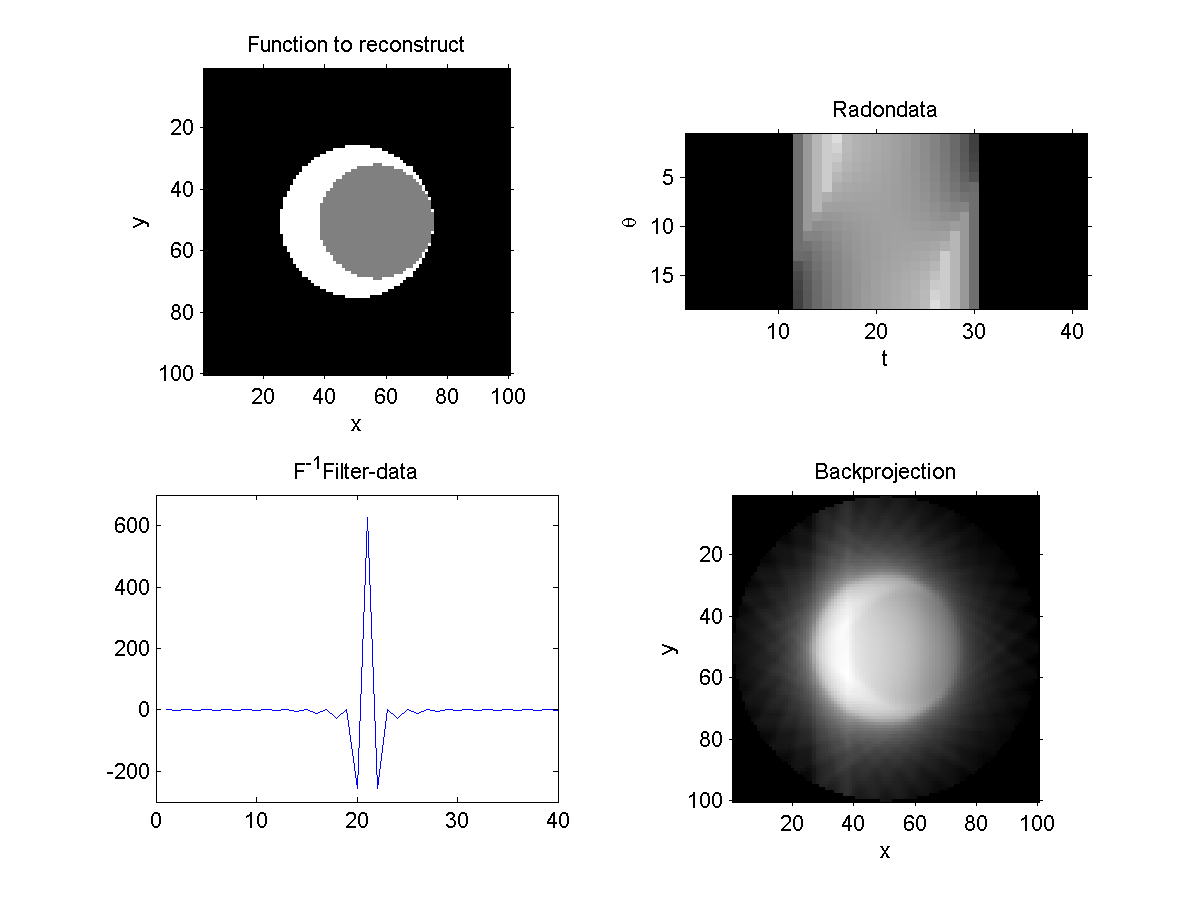 Function to reconstruct
20
40
60
80
100
y
20 40 60 80 100
x
Radondata
5
10
15
θ
10 20 30 40
t
F⁻¹Filter-data
600
400
200
0
-200
0 10 20 30 40
Backprojection
20
40
60
80
100
y
20 40 60 80 100
x